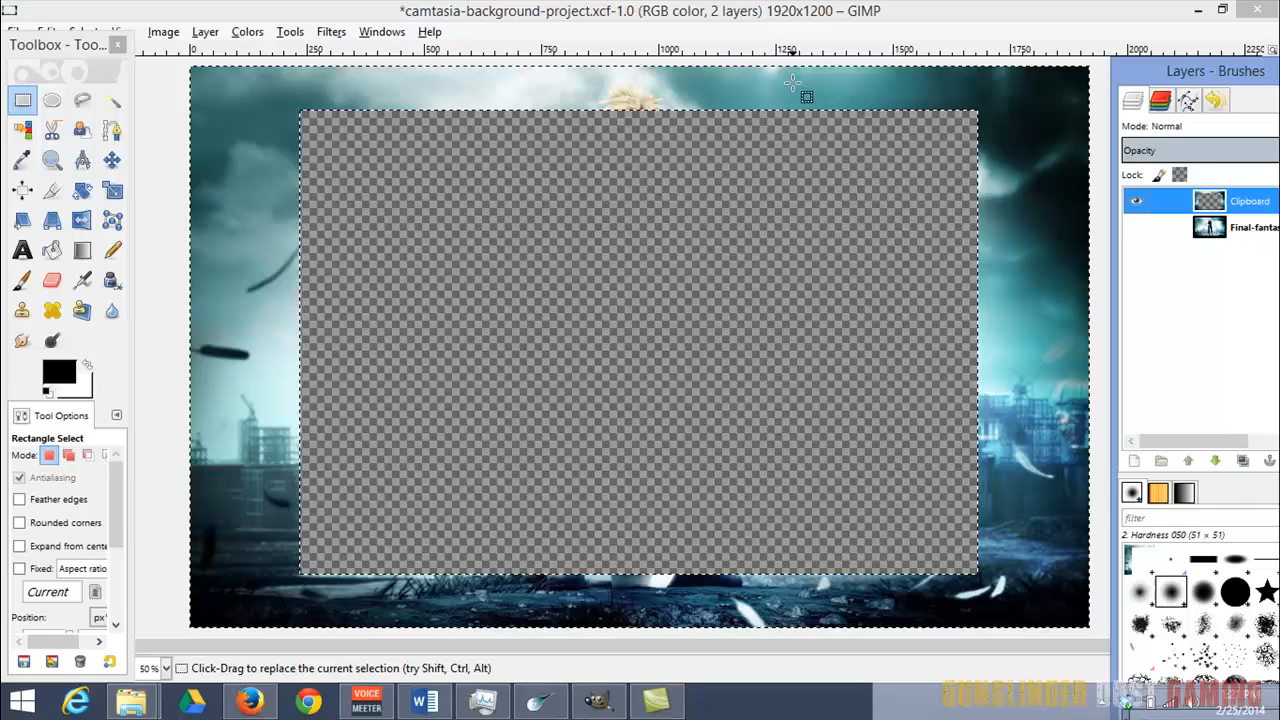 *camtasia-background-project.xcf-1.0 (RGB color, 2 layers) 1920x1200 – GIMP
Image Layer Colors Tools Filters Windows Help
Toolbox - Too...
0 250 500 750 1000 1250 1500 1750 2000 2250
Layers - Brushes
Mode: Normal
Opacity
Lock:
Clipboard
Final-fantas
Tool Options
Rectangle Select
Mode:
Antialiasing
Feather edges
Rounded corners
Expand from cente
Fixed: Aspect ratio
Current
Position: px
filter
2. Hardness 050 (51 × 51)
50% Click-Drag to replace the current selection (try Shift, Ctrl, Alt)
VOICE
MEETER
GUNSLINGER DUST GAMING
2/25/2014